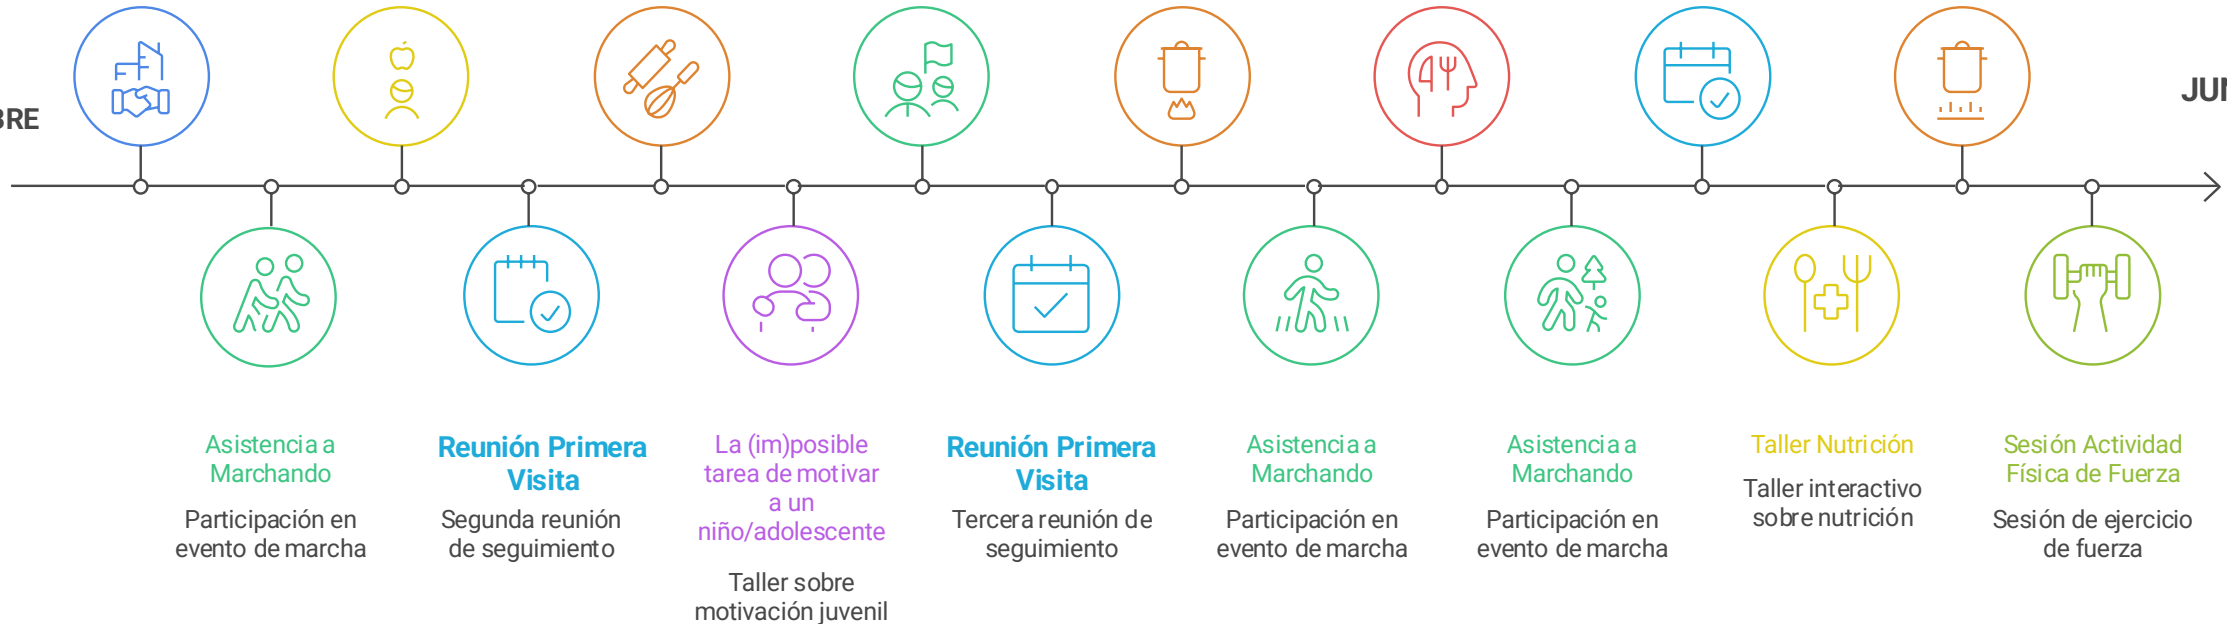 BRE
JUN
Asistencia a
Marchando
Participación en
evento de marcha
Reunión Primera
Visita
Segunda reunión
de seguimiento
La (im)posible
tarea de motivar
a un
niño/adolescente
Taller sobre
motivación juvenil
Reunión Primera
Visita
Tercera reunión de
seguimiento
Asistencia a
Marchando
Participación en
evento de marcha
Asistencia a
Marchando
Participación en
evento de marcha
Taller Nutrición
Taller interactivo
sobre nutrición
Sesión Actividad
Física de Fuerza
Sesión de ejercicio
de fuerza